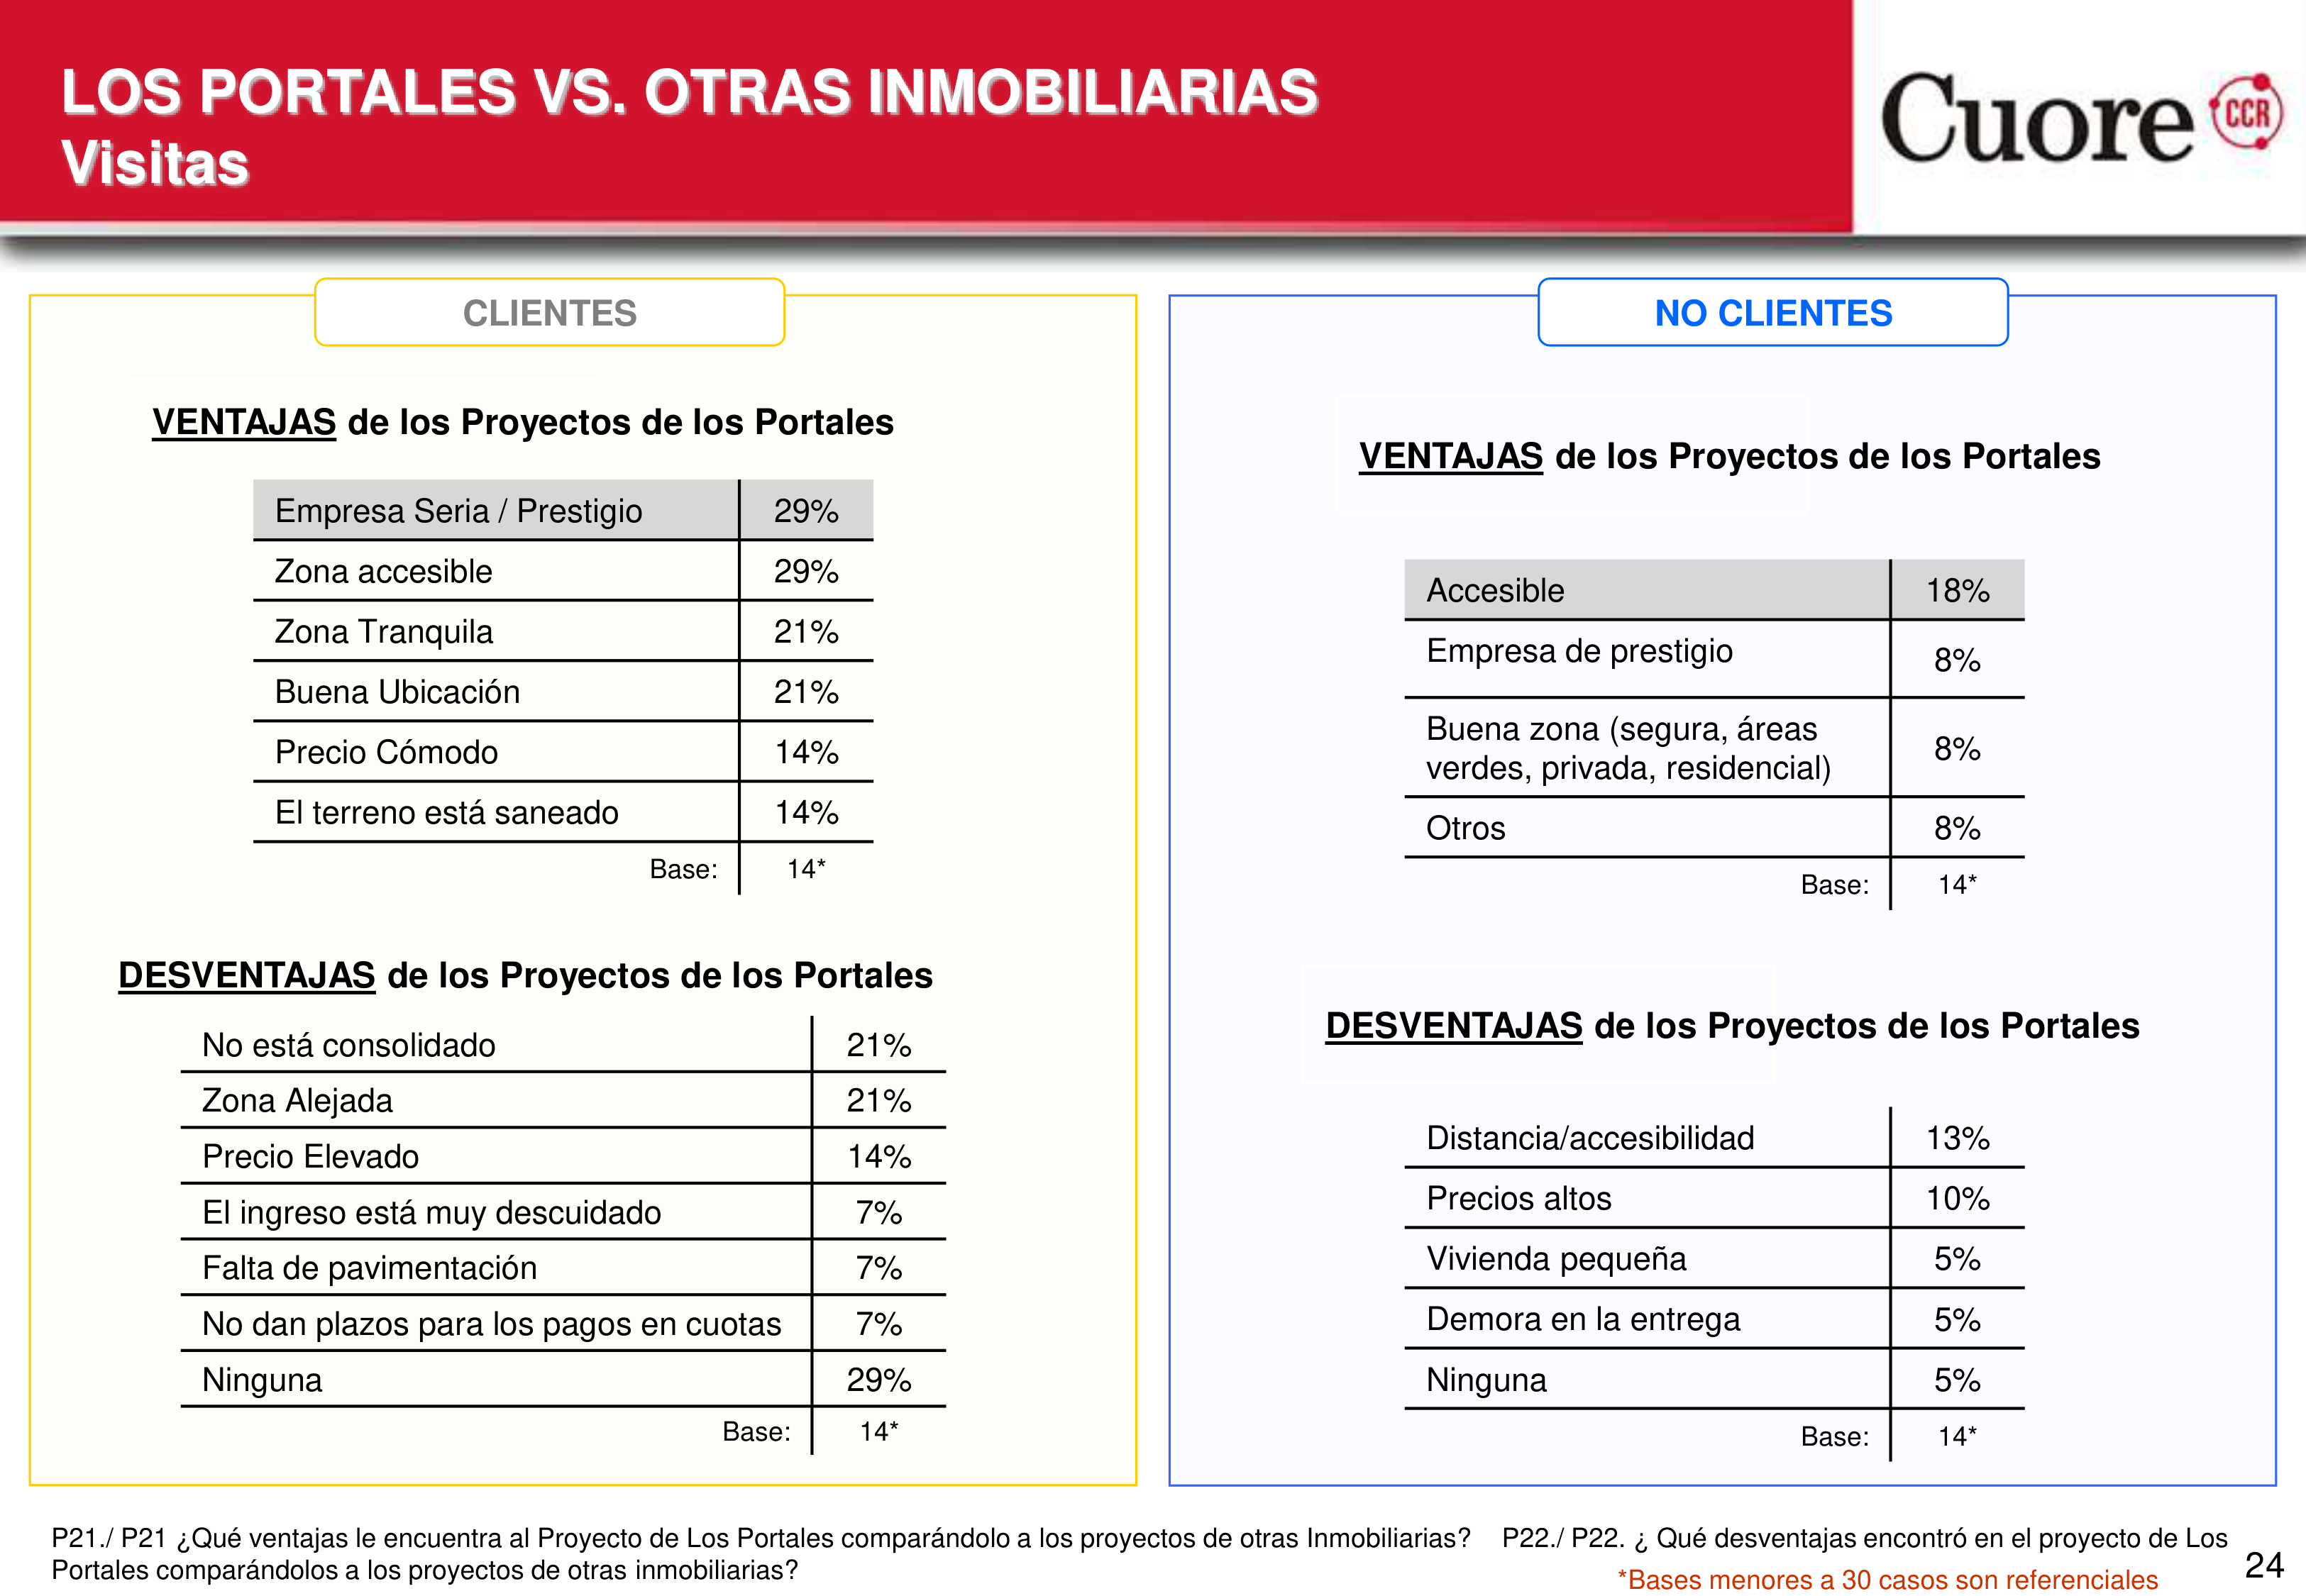 LOS PORTALES VS. OTRAS INMOBILIARIAS
Visitas
Cuore CCR
CLIENTES
VENTAJAS de los Proyectos de los Portales
Empresa Seria / Prestigio 29%
Zona accesible 29%
Zona Tranquila 21%
Buena Ubicación 21%
Precio Cómodo 14%
El terreno está saneado 14%
Base: 14*
DESVENTAJAS de los Proyectos de los Portales
No está consolidado 21%
Zona Alejada 21%
Precio Elevado 14%
El ingreso está muy descuidado 7%
Falta de pavimentación 7%
No dan plazos para los pagos en cuotas 7%
Ninguna 29%
Base: 14*
NO CLIENTES
VENTAJAS de los Proyectos de los Portales
Accesible 18%
Empresa de prestigio 8%
Buena zona (segura, áreas
verdes, privada, residencial) 8%
Otros 8%
Base: 14*
DESVENTAJAS de los Proyectos de los Portales
Distancia/accesibilidad 13%
Precios altos 10%
Vivienda pequeña 5%
Demora en la entrega 5%
Ninguna 5%
Base: 14*
P21./ P21 ¿Qué ventajas le encuentra al Proyecto de Los Portales comparándolo a los proyectos de otras Inmobiliarias? P22./ P22. ¿ Qué desventajas encontró en el proyecto de Los
Portales comparándolos a los proyectos de otras inmobiliarias?
*Bases menores a 30 casos son referenciales
24